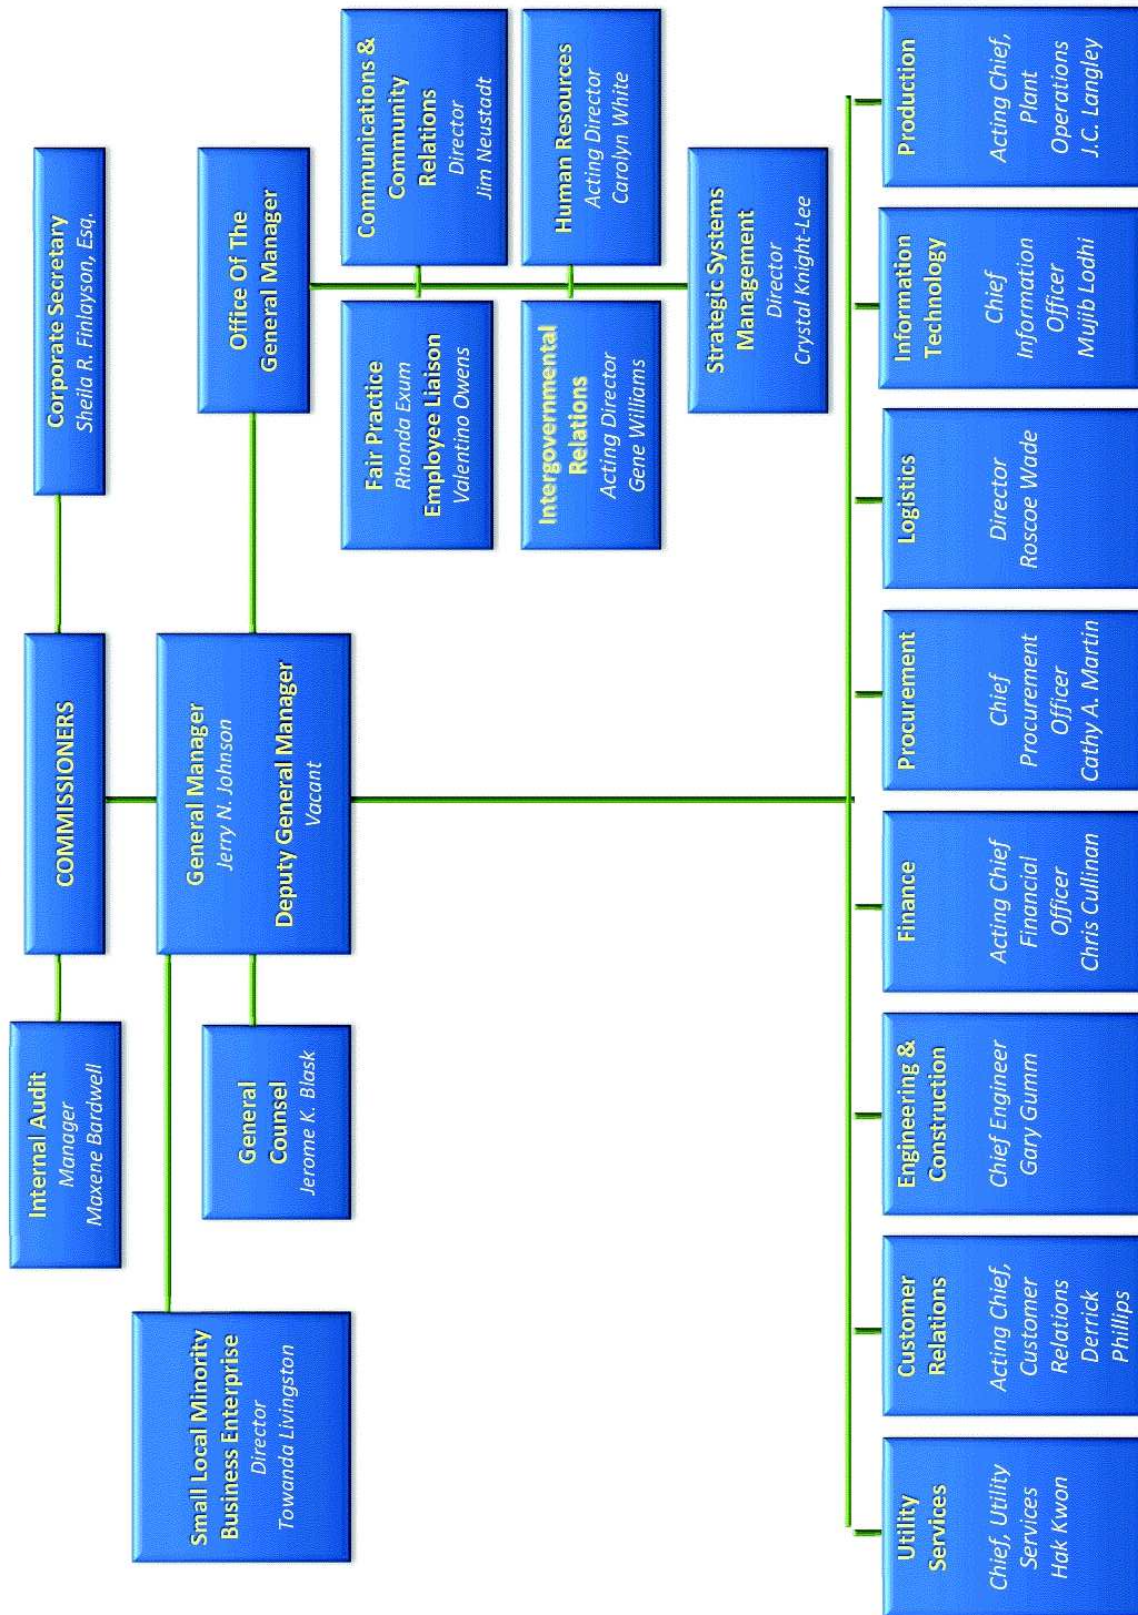 Internal Audit
Manager
Maxene Bardwell
COMMISSIONERS
Corporate Secretary
Sheila R. Finlayson, Esq.
Small Local Minority
Business Enterprise
Director
Towanda Livingston
General
Counsel
Jerome K. Blask
General Manager
Jerry N. Johnson
Deputy General Manager
Vacant
Office Of The
General Manager
Fair Practice
Rhonda Exum
Employee Liaison
Valentino Owens
Communications &
Community
Relations
Director
Jim Neustadt
Intergovernmental
Relations
Acting Director
Gene Williams
Human Resources
Acting Director
Carolyn White
Strategic Systems
Management
Director
Crystal Knight-Lee
Utility
Services
Chief, Utility
Services
Hak Kwon
Customer
Relations
Acting Chief,
Customer
Relations
Derrick
Phillips
Engineering &
Construction
Chief Engineer
Gary Gumm
Finance
Acting Chief
Financial
Officer
Chris Cullinan
Procurement
Chief
Procurement
Officer
Cathy A. Martin
Logistics
Director
Roscoe Wade
Information
Technology
Chief
Information
Officer
Mujib Lodhi
Production
Acting Chief,
Plant
Operations
J.C. Langley